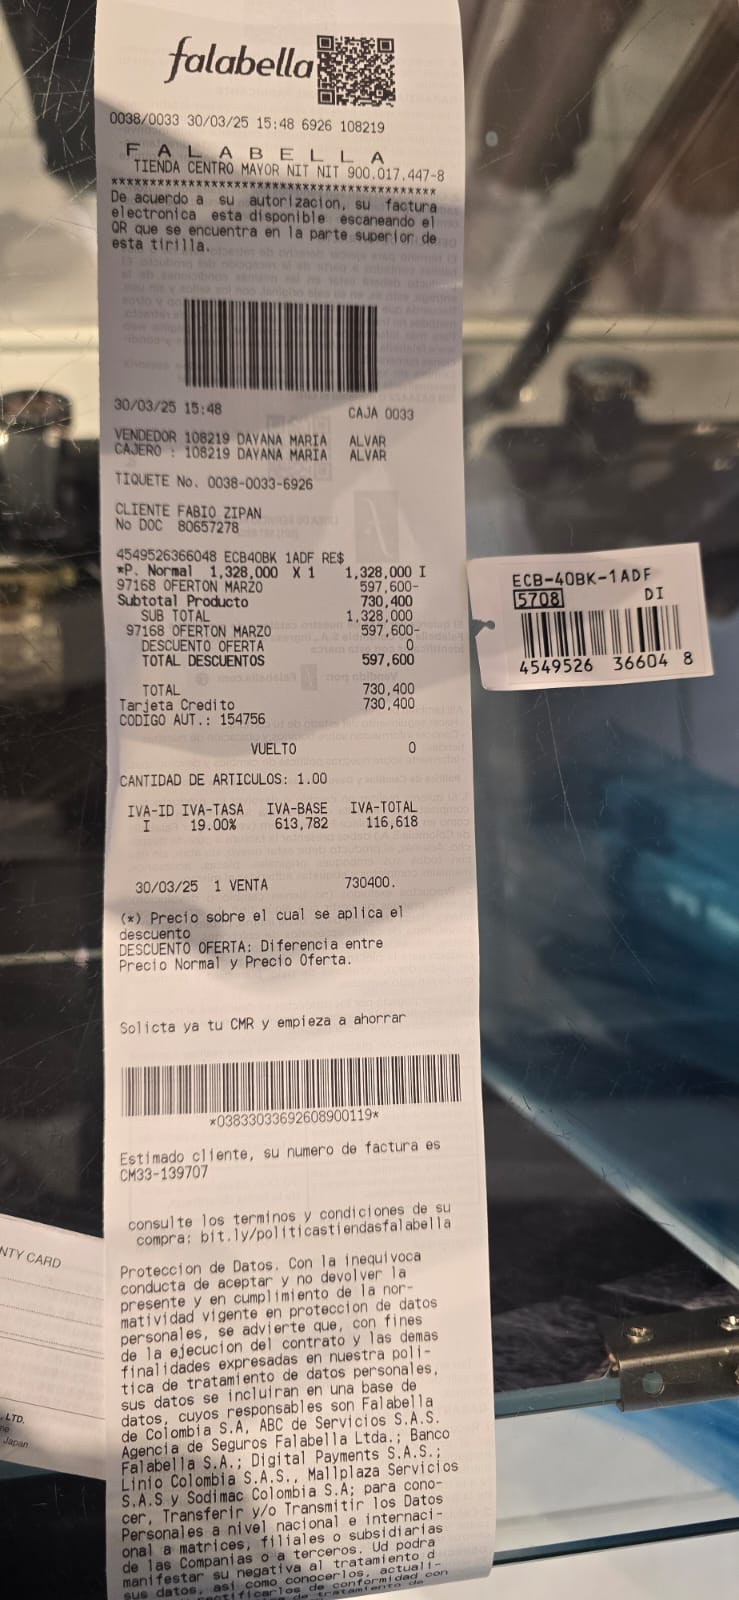 falabella
0038/0033 30/03/25 15:48 6926 108219
F A L A B E L L A
TIENDA CENTRO MAYOR NIT NIT 900.017.447-8
*****************************************
De acuerdo a su autorizacion, su factura
electronica esta disponible escaneando el
QR que se encuentra en la parte superior de
esta tirilla.
30/03/25 15:48 CAJA 0033
VENDEDOR 108219 DAYANA MARIA ALVAR
CAJERO : 108219 DAYANA MARIA ALVAR
TIQUETE No. 0038-0033-6926
CLIENTE FABIO ZIPAN
No DOC 80657278
4549526366048 ECB40BK 1ADF RE$
*P. Normal 1,328,000 X 1 1,328,000 I
97168 OFERTON MARZO 597,600-
Subtotal Producto 730,400
SUB TOTAL 1,328,000
97168 OFERTON MARZO 597,600-
DESCUENTO OFERTA 0
TOTAL DESCUENTOS 597,600
TOTAL 730,400
Tarjeta Credito 730,400
CODIGO AUT.: 154756
VUELTO 0
CANTIDAD DE ARTICULOS: 1.00
IVA-ID IVA-TASA IVA-BASE IVA-TOTAL
I 19.00% 613,782 116,618
30/03/25 1 VENTA 730400.
(*) Precio sobre el cual se aplica el
descuento
DESCUENTO OFERTA: Diferencia entre
Precio Normal y Precio Oferta.
Solicta ya tu CMR y empieza a ahorrar
*03833033692608900119*
Estimado cliente, su numero de factura es
CM33-139707
consulte los terminos y condiciones de su
compra: bit.ly/politicastiendasfalabella
Proteccion de Datos. Con la inequivoca
conducta de aceptar y no devolver la
presente y en cumplimiento de la nor-
matividad vigente en proteccion de datos
personales, se advierte que, con fines
de la ejecucion del contrato y las demas
finalidades expresadas en nuestra poli-
tica de tratamiento de datos personales,
sus datos se incluiran en una base de
datos, cuyos responsables son Falabella
de Colombia S.A, ABC de Servicios S.A.S.
Agencia de Seguros Falabella Ltda.; Banco
Falabella S.A.; Digital Payments S.A.S.;
Linio Colombia S.A.S., Mallplaza Servicios
S.A.S y Sodimac Colombia S.A; para cono-
cer, Transferir y/o Transmitir los Datos
Personales a nivel nacional e internaci-
onal a matrices, filiales o subsidiarias
de las Companias o a terceros. Ud podra
manifestar su negativa al tratamiento d
sus datos, asi como conocerlos, actuali-
rectificarlos de conformidad con
tratamiento de
ECB-40BK-1ADF
5708 DI
4549526 36604 8
NTY CARD
, LTD.
Japan